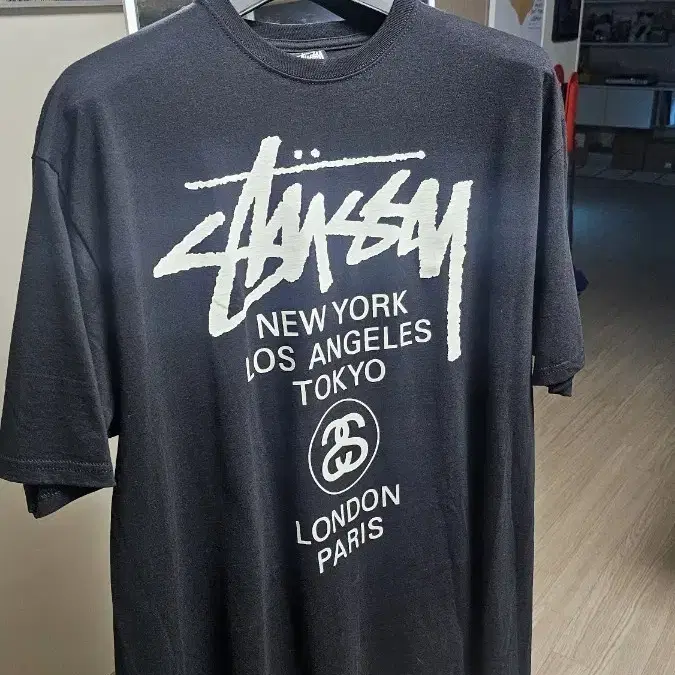 Stüssy
NEW YORK
LOS ANGELES
TOKYO
LONDON
PARIS